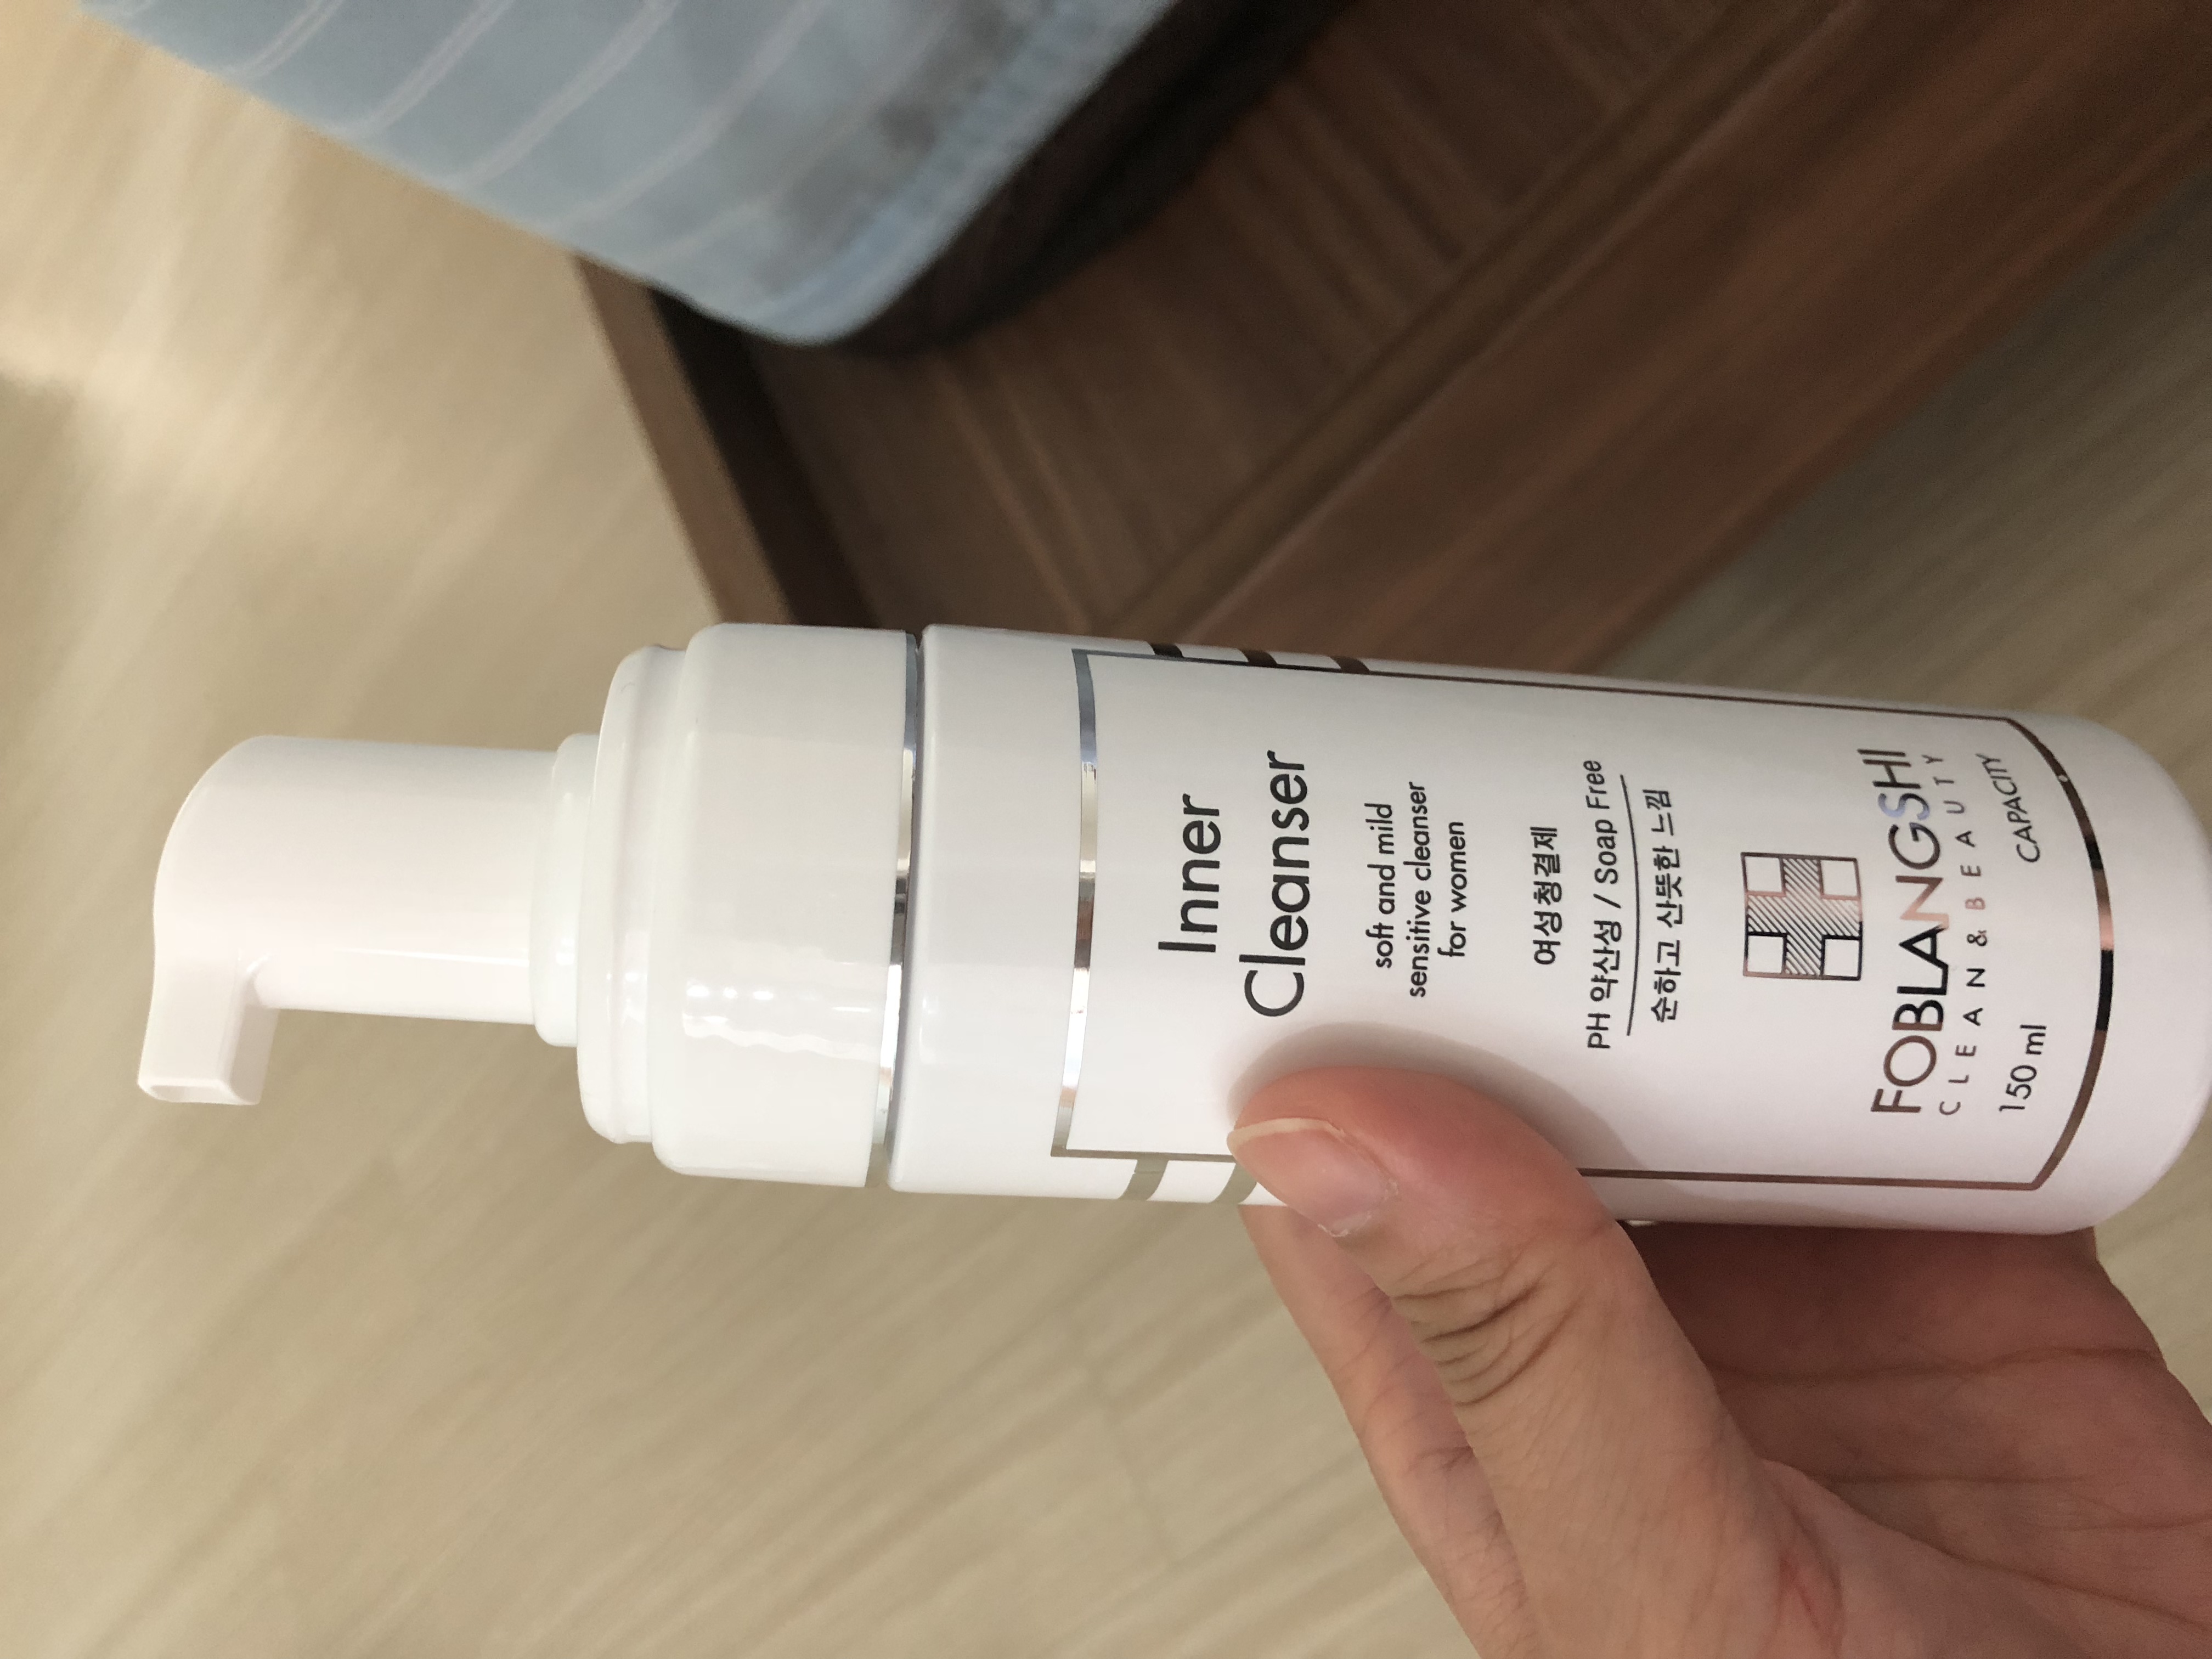 Inner
Cleanser
soft and mild
sensitive cleanser
for women
여성청결제
PH 약산성 / Soap Free
순하고 산뜻한 느낌
FOBLANGSHI
CLEAN&BEAUTY
150 ml CAPACITY